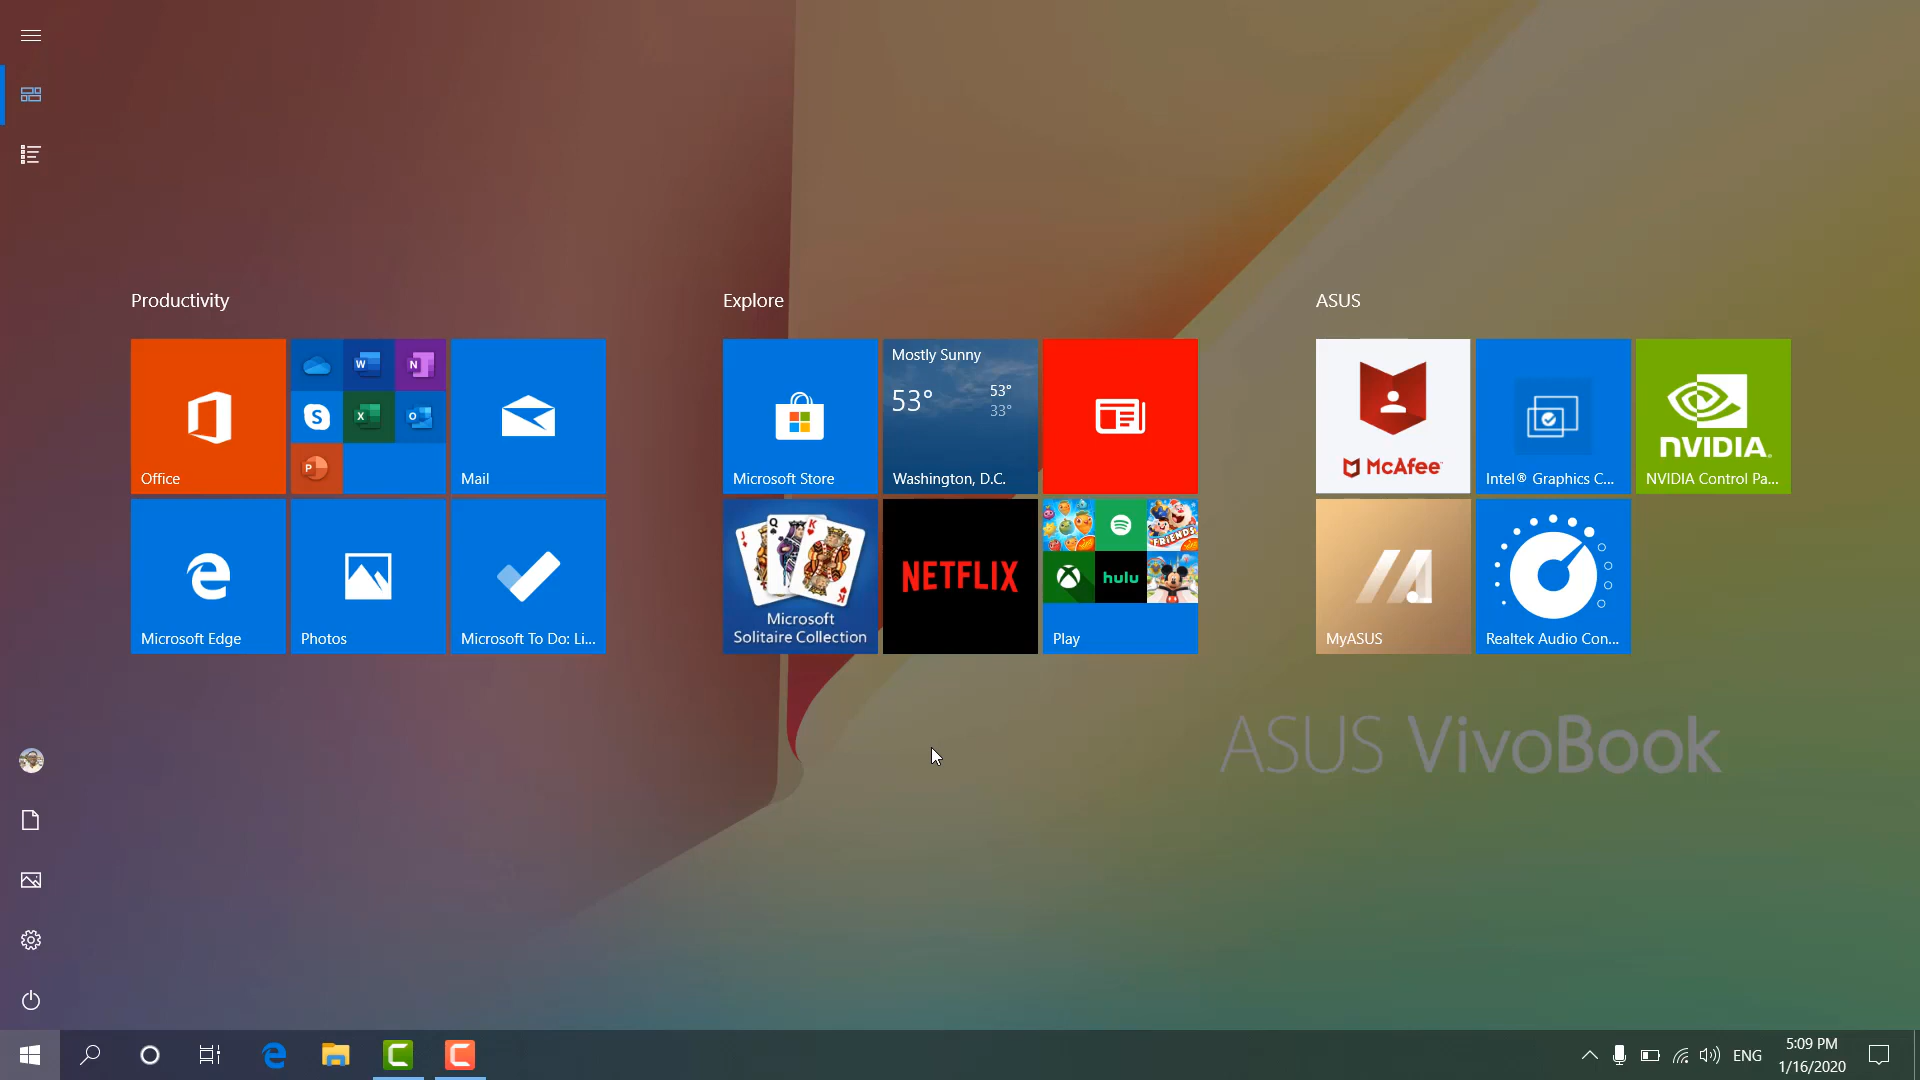 Productivity
Explore
ASUS
Office
W
N
S
X
O
P
Mail
Microsoft Store
Mostly Sunny
53°
53°
33°
Washington, D.C.
McAfee
Intel® Graphics C...
NVIDIA.
NVIDIA Control Pa...
Microsoft Edge
Photos
Microsoft To Do: Li...
J
Q
K
K
Microsoft
Solitaire Collection
NETFLIX
FRIENDS
hulu
Play
MyASUS
Realtek Audio Con...
ASUS VivoBook
ENG
5:09 PM
1/16/2020